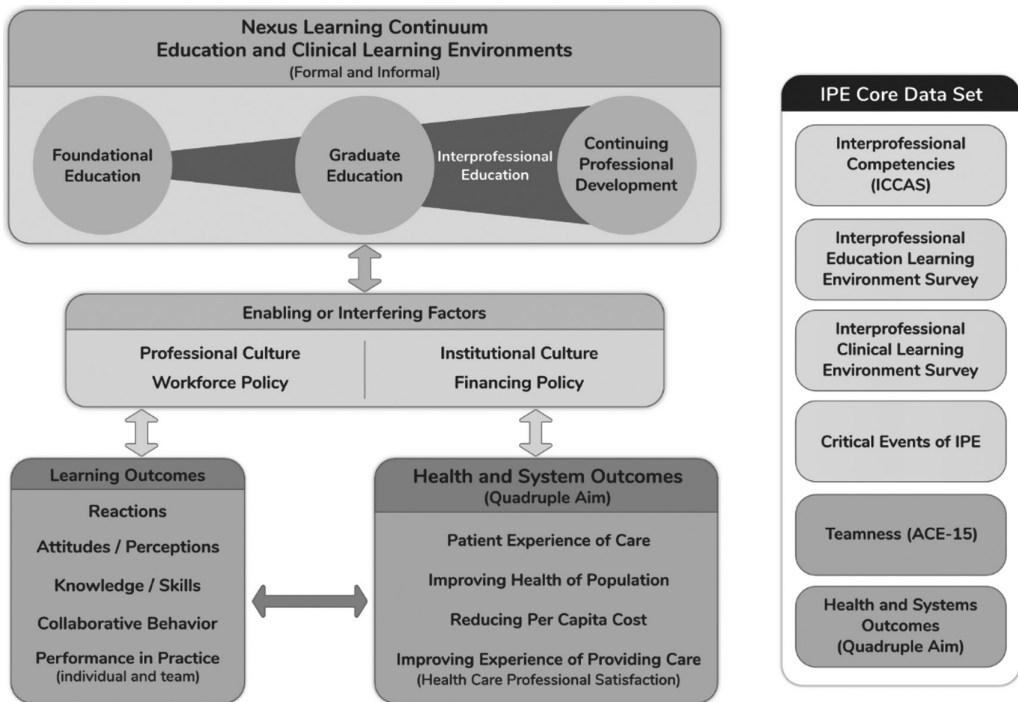 Nexus Learning Continuum
Education and Clinical Learning Environments
(Formal and Informal)
Foundational
Education
Graduate
Education
Interprofessional
Education
Continuing
Professional
Development
Enabling or Interfering Factors
Professional Culture
Workforce Policy
Institutional Culture
Financing Policy
Learning Outcomes
Reactions
Attitudes / Perceptions
Knowledge / Skills
Collaborative Behavior
Performance in Practice
(individual and team)
Health and System Outcomes
(Quadruple Aim)
Patient Experience of Care
Improving Health of Population
Reducing Per Capita Cost
Improving Experience of Providing Care
(Health Care Professional Satisfaction)
IPE Core Data Set
Interprofessional
Competencies
(ICCAS)
Interprofessional
Education Learning
Environment Survey
Interprofessional
Clinical Learning
Environment Survey
Critical Events of IPE
Teamness (ACE-15)
Health and Systems
Outcomes
(Quadruple Aim)